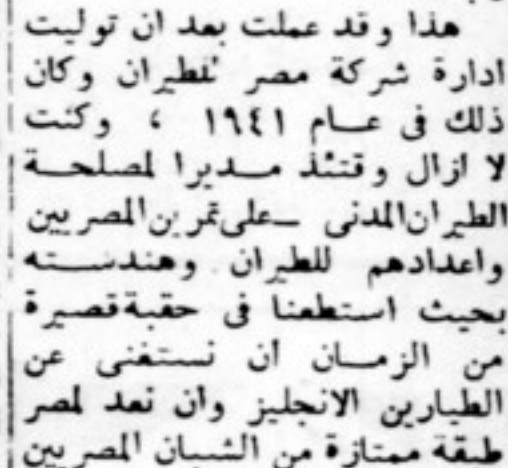 هذا وقد عملت بعد ان توليت
ادارة شركة مصر للطيران وكان
ذلك فى عام ١٩٤١ ، وكنت
لا ازال وقتئذ مديرا لمصلحة
الطيران المدنى ـ على تمرين المصريين
واعدادهم للطيران وهندسته
بحيث استطعنا فى حقبة قصيرة
من الزمان أن نستغنى عن
الطيارين الانجليز وان نعد لمصر
طبقة ممتازة من الشبان المصريين